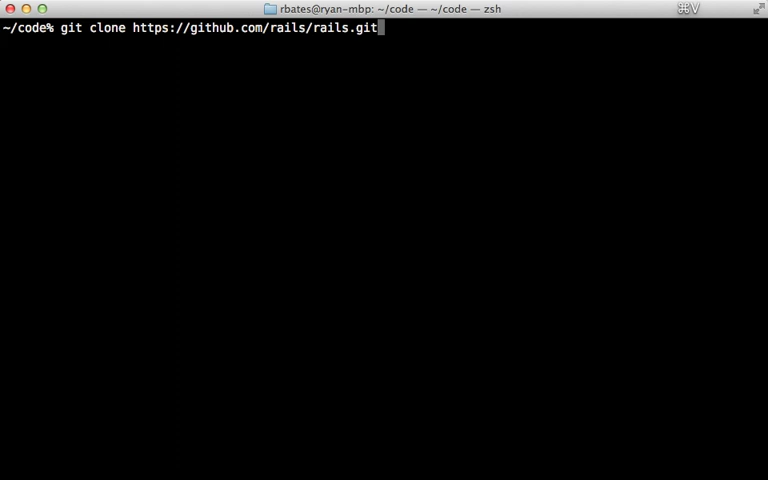 rbates@ryan-mbp: ~/code — ~/code — zsh
⌘V
~/code% git clone https://github.com/rails/rails.git